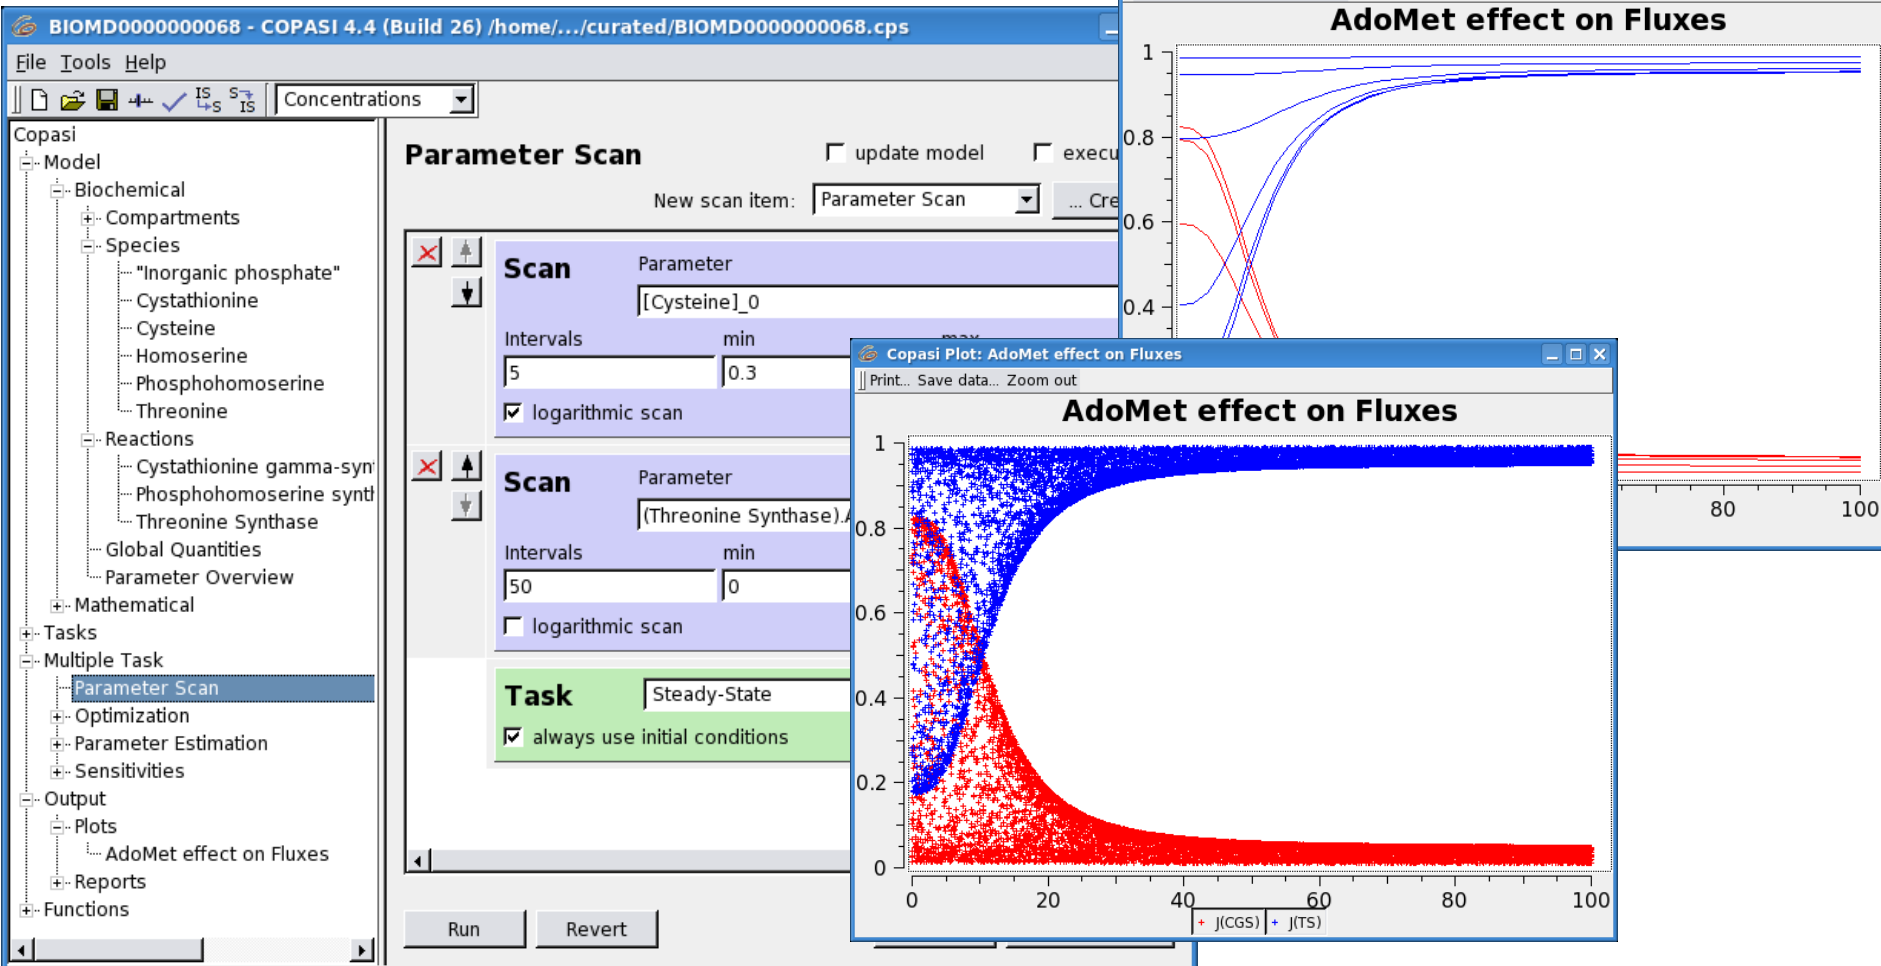 BIOMD0000000068 - COPASI 4.4 (Build 26) /home/.../curated/BIOMD0000000068.cps
File Tools Help
IS S
S IS
Concentrations
Copasi
Model
Biochemical
Compartments
Species
"Inorganic phosphate"
Cystathionine
Cysteine
Homoserine
Phosphohomoserine
Threonine
Reactions
Cystathionine gamma-syn
Phosphohomoserine synt
Threonine Synthase
Global Quantities
Parameter Overview
Mathematical
Tasks
Multiple Task
Parameter Scan
Optimization
Parameter Estimation
Sensitivities
Output
Plots
AdoMet effect on Fluxes
Reports
Functions
Parameter Scan
update model
execu
New scan item:
Parameter Scan
... Cre
Scan
Parameter
[Cysteine]_0
Intervals
min
max
5
0.3
logarithmic scan
Scan
Parameter
(Threonine Synthase).A
Intervals
min
50
0
logarithmic scan
Task
Steady-State
always use initial conditions
Run
Revert
AdoMet effect on Fluxes
1
0.8
0.6
0.4
80
100
Copasi Plot: AdoMet effect on Fluxes
Print... Save data... Zoom out
AdoMet effect on Fluxes
1
0.8
0.6
0.4
0.2
0
0 20 40 60 80 100
J(CGS) J(TS)